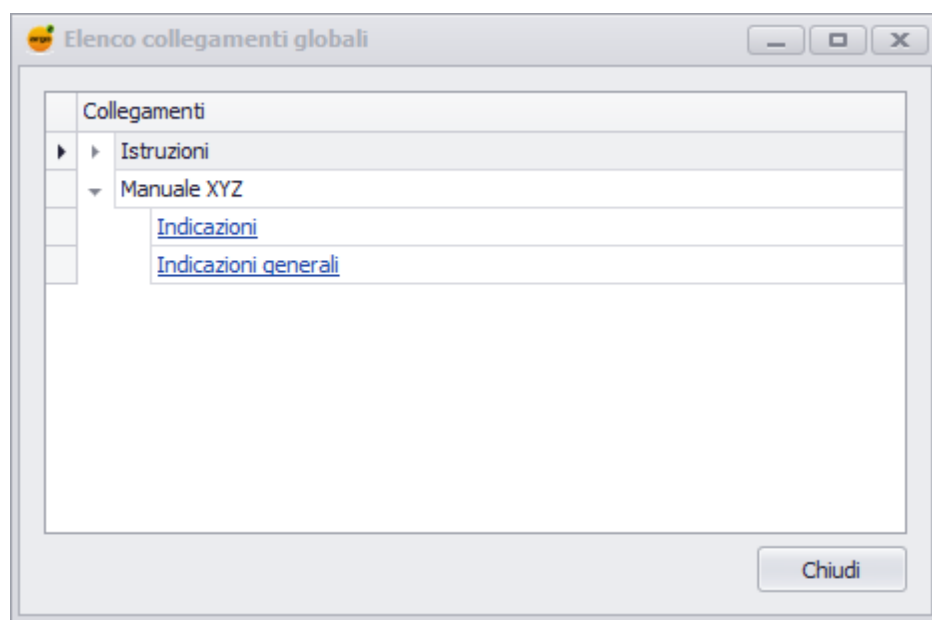 Elenco collegamenti globali
Collegamenti
Istruzioni
Manuale XYZ
Indicazioni
Indicazioni generali
Chiudi